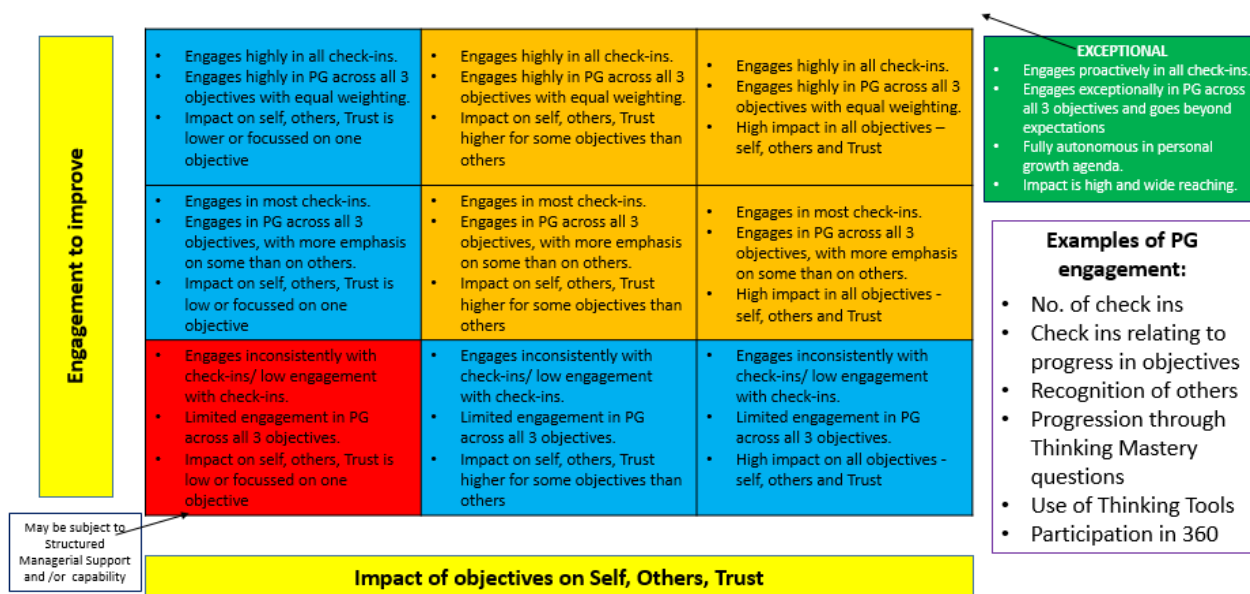 Engagement to improve
• Engages highly in all check-ins.
• Engages highly in PG across all 3
objectives with equal weighting.
• Impact on self, others, Trust is
lower or focussed on one
objective
• Engages highly in all check-ins.
• Engages highly in PG across all 3
objectives with equal weighting.
• Impact on self, others, Trust
higher for some objectives than
others
• Engages highly in all check-ins.
• Engages highly in PG across all 3
objectives with equal weighting.
• High impact in all objectives –
self, others and Trust
EXCEPTIONAL
• Engages proactively in all check-ins.
• Engages exceptionally in PG across
all 3 objectives and goes beyond
expectations
• Fully autonomous in personal
growth agenda.
• Impact is high and wide reaching.
• Engages in most check-ins.
• Engages in PG across all 3
objectives, with more emphasis
on some than on others.
• Impact on self, others, Trust is
low or focussed on one
objective
• Engages in most check-ins.
• Engages in PG across all 3
objectives, with more emphasis
on some than on others.
• Impact on self, others, Trust
higher for some objectives than
others
• Engages in most check-ins.
• Engages in PG across all 3
objectives, with more emphasis
on some than on others.
• High impact in all objectives -
self, others and Trust
• Engages inconsistently with
check-ins/ low engagement
with check-ins.
• Limited engagement in PG
across all 3 objectives.
• Impact on self, others, Trust is
low or focussed on one
objective
• Engages inconsistently with
check-ins/ low engagement
with check-ins.
• Limited engagement in PG
across all 3 objectives.
• Impact on self, others, Trust
higher for some objectives than
others
• Engages inconsistently with
check-ins/ low engagement
with check-ins.
• Limited engagement in PG
across all 3 objectives.
• High impact on all objectives -
self, others and Trust
Examples of PG
engagement:
• No. of check ins
• Check ins relating to
progress in objectives
• Recognition of others
• Progression through
Thinking Mastery
questions
• Use of Thinking Tools
• Participation in 360
May be subject to
Structured
Managerial Support
and /or capability
Impact of objectives on Self, Others, Trust